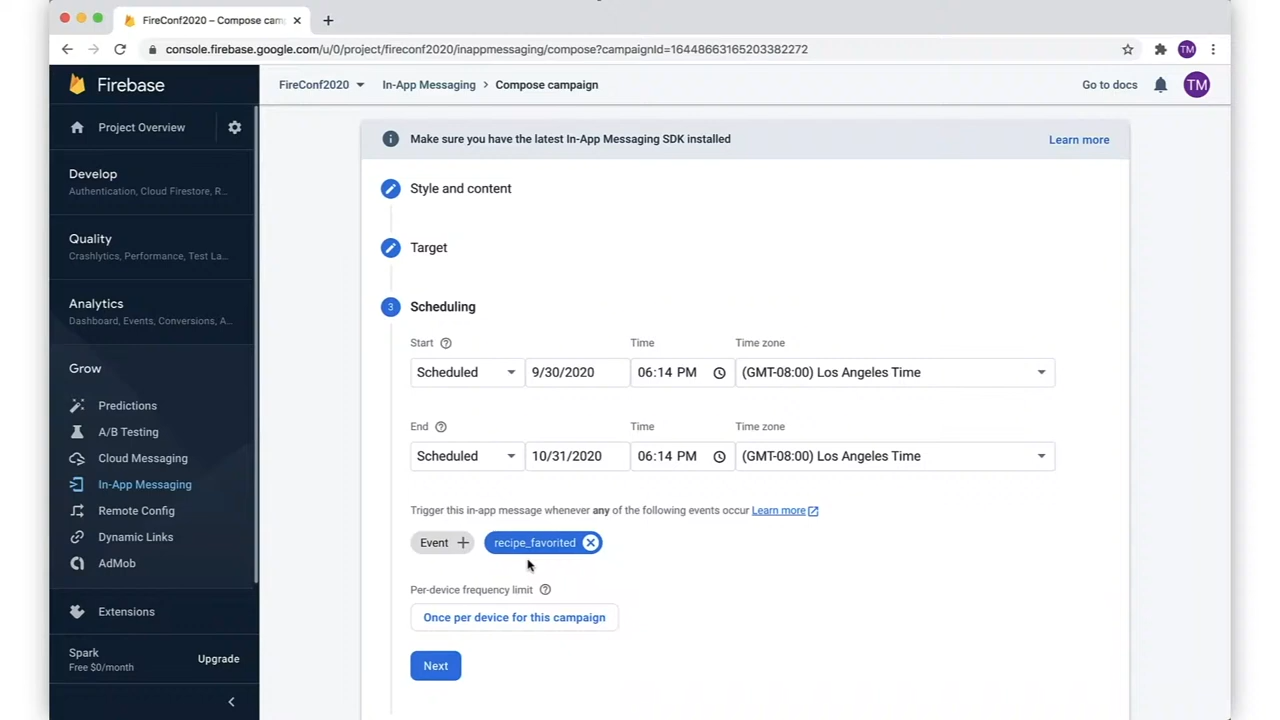 FireConf2020 – Compose cam
console.firebase.google.com/u/0/project/fireconf2020/inappmessaging/compose?campaignId=16448663165203382272
TM
Firebase
FireConf2020
In-App Messaging
Compose campaign
Go to docs
TM
Project Overview
Develop
Authentication, Cloud Firestore, R...
Quality
Crashlytics, Performance, Test La...
Analytics
Dashboard, Events, Conversions, A...
Grow
Predictions
A/B Testing
Cloud Messaging
In-App Messaging
Remote Config
Dynamic Links
AdMob
Extensions
Spark
Free $0/month
Upgrade
Make sure you have the latest In-App Messaging SDK installed
Learn more
Style and content
Target
3 Scheduling
Start Time Time zone
Scheduled 9/30/2020 06:14 PM (GMT-08:00) Los Angeles Time
End Time Time zone
Scheduled 10/31/2020 06:14 PM (GMT-08:00) Los Angeles Time
Trigger this in-app message whenever any of the following events occur Learn more
Event recipe_favorited
Per-device frequency limit
Once per device for this campaign
Next